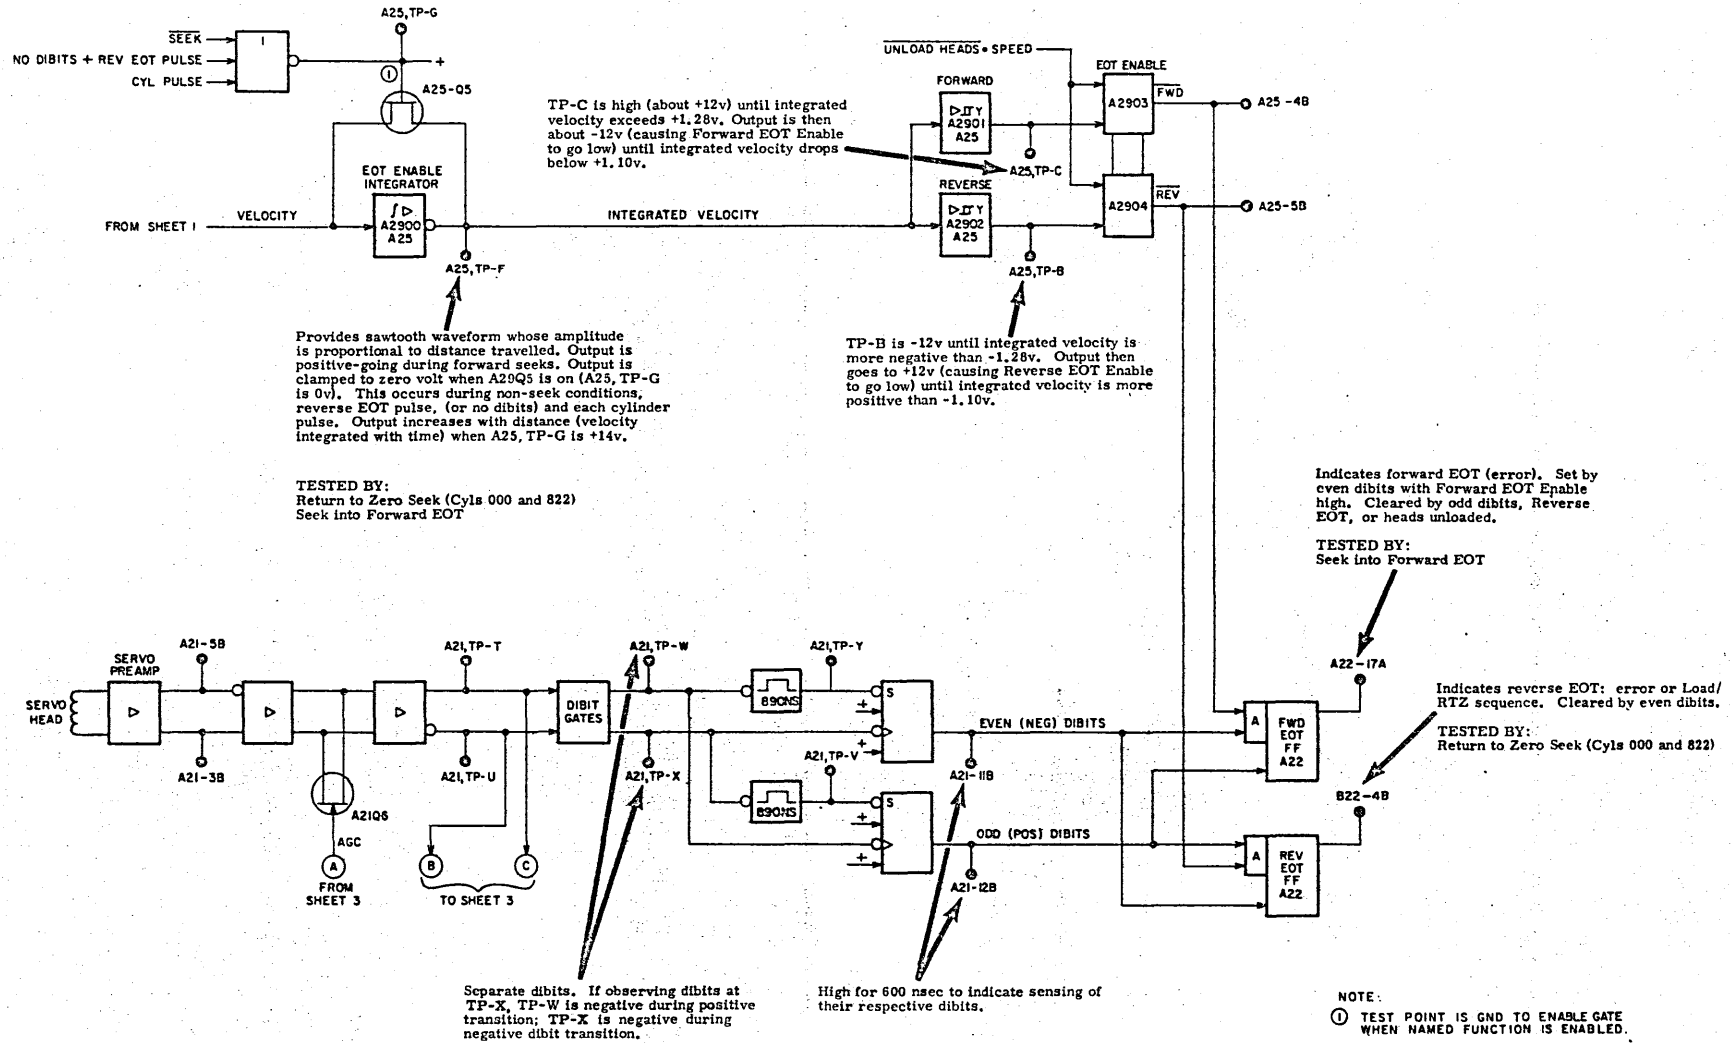 A25,TP-G
SEEK
NO DIBITS + REV EOT PULSE
CYL PULSE
I
+
①
A25-Q5
UNLOAD HEADS • SPEED
EOT ENABLE
FORWARD
A2901
A25
A2903
FWD
A25-4B
TP-C is high (about +12v) until integrated
velocity exceeds +1.28v. Output is then
about -12v (causing Forward EOT Enable
to go low) until integrated velocity drops
below +1.10v.
A25,TP-C
EOT ENABLE
INTEGRATOR
∫ ▷
A2900
A25
FROM SHEET 1
VELOCITY
INTEGRATED VELOCITY
REVERSE
A2902
A25
A2904
REV
A25-5B
A25,TP-F
A25,TP-B
Provides sawtooth waveform whose amplitude
is proportional to distance travelled. Output is
positive-going during forward seeks. Output is
clamped to zero volt when A29Q5 is on (A25, TP-G
is 0v). This occurs during non-seek conditions,
reverse EOT pulse, (or no dibits) and each cylinder
pulse. Output increases with distance (velocity
integrated with time) when A25, TP-G is +14v.
TESTED BY:
Return to Zero Seek (Cyls 000 and 822)
Seek into Forward EOT
TP-B is -12v until integrated velocity is
more negative than -1.28v. Output then
goes to +12v (causing Reverse EOT Enable
to go low) until integrated velocity is more
positive than -1.10v.
Indicates forward EOT (error). Set by
even dibits with Forward EOT Enable
high. Cleared by odd dibits, Reverse
EOT, or heads unloaded.
TESTED BY:
Seek into Forward EOT
SERVO
HEAD
SERVO
PREAMP
A21-5B
A21-3B
A21Q6
AGC
A
FROM
SHEET 3
A21,TP-T
A21,TP-U
B
C
TO SHEET 3
DIBIT
GATES
A21,TP-W
A21,TP-X
890NS
A21,TP-Y
S
+
+
A21,TP-V
890NS
S
+
+
EVEN (NEG) DIBITS
A21-11B
ODD (POS) DIBITS
A21-12B
A22-17A
A
FWD
EOT
FF
A22
Indicates reverse EOT: error or Load/
RTZ sequence. Cleared by even dibits.
TESTED BY:
Return to Zero Seek (Cyls 000 and 822)
B22-4B
A
REV
EOT
FF
A22
Separate dibits. If observing dibits at
TP-X, TP-W is negative during positive
transition; TP-X is negative during
negative dibit transition.
High for 600 nsec to indicate sensing of
their respective dibits.
NOTE:
① TEST POINT IS GND TO ENABLE GATE
WHEN NAMED FUNCTION IS ENABLED.